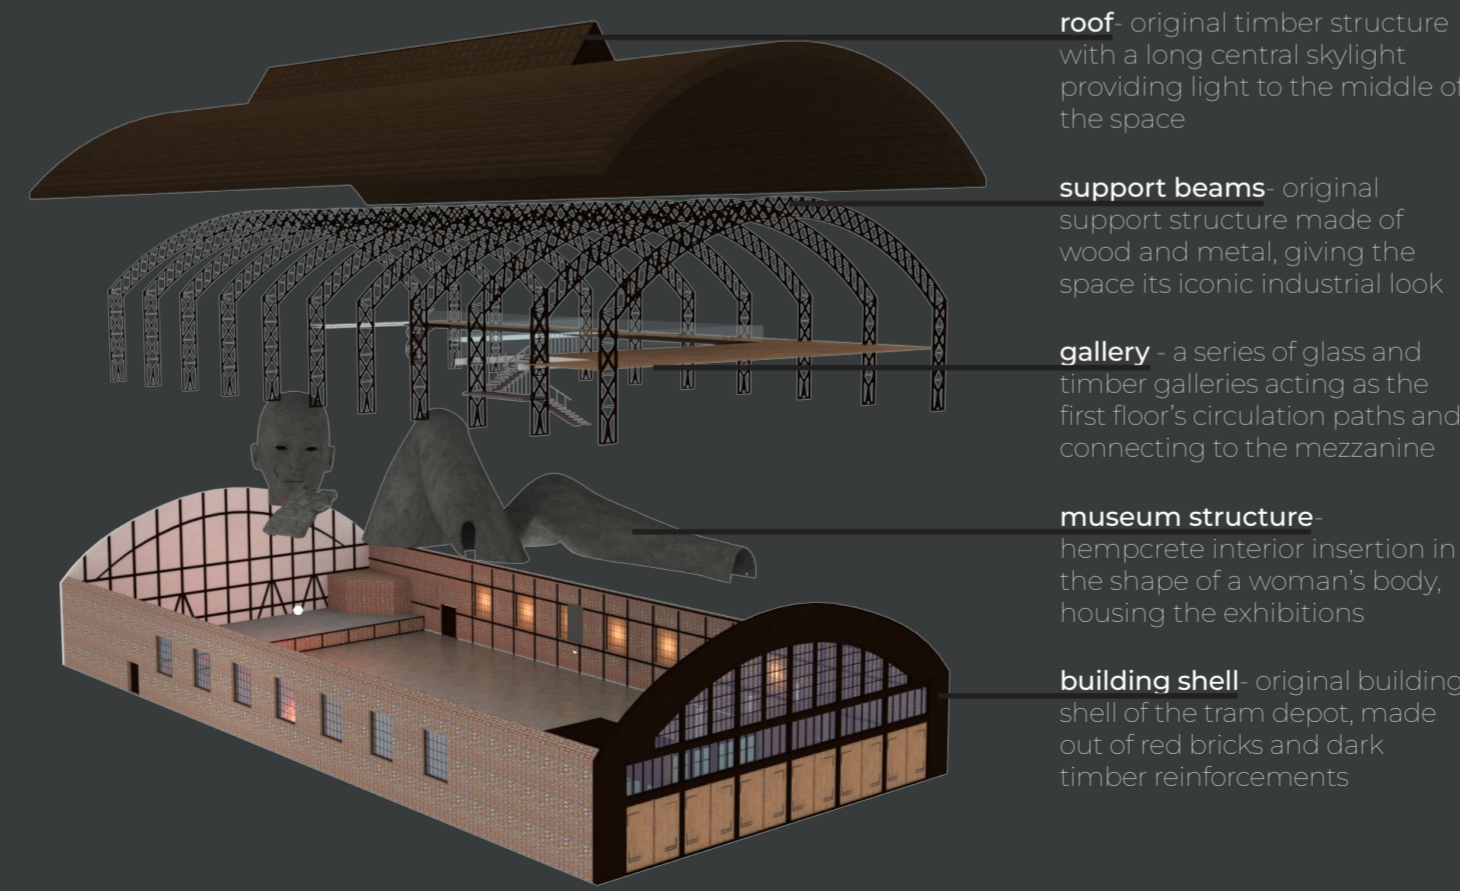 roof- original timber structure
with a long central skylight
providing light to the middle of
the space
support beams- original
support structure made of
wood and metal, giving the
space its iconic industrial look
gallery - a series of glass and
timber galleries acting as the
first floor's circulation paths and
connecting to the mezzanine
museum structure-
hempcrete interior insertion in
the shape of a woman's body,
housing the exhibitions
building shell- original building
shell of the tram depot, made
out of red bricks and dark
timber reinforcements